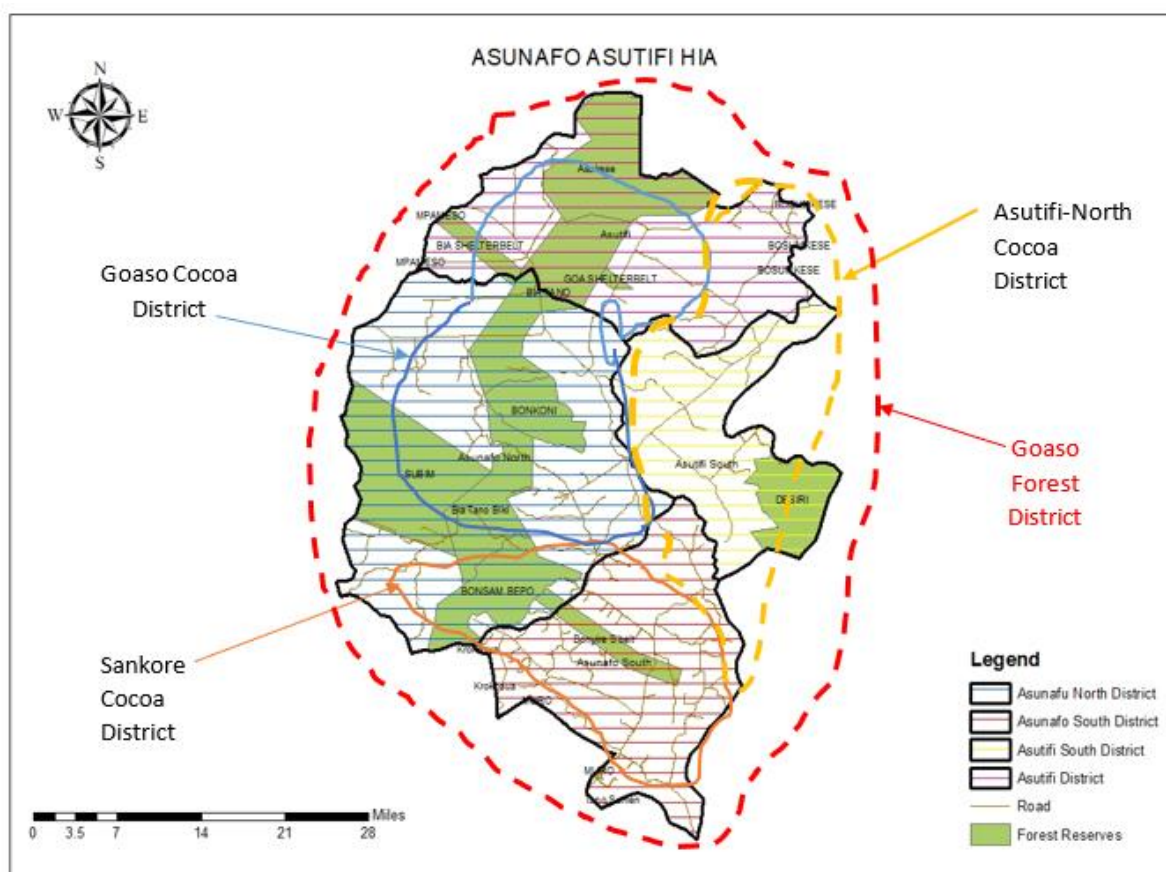 ASUNAFO ASUTIFI HIA
N
W E
S
Asutifi-North
Cocoa
District
Goaso Cocoa
District
MPAMESO
BIA SHELTERBELT
MPAMESO
Asutifi
GOA SHELTERBELT
BOSUMKESE
BONKONI
Asunafo North
SUBIM
Bia Tano Blki
Asutifi South
DESIRI
Goaso
Forest
District
BONSAM BEPO
Asunafo South
Sankore
Cocoa
District
Legend
Asunafu North District
Asunafo South District
Asutifi South District
Asutifi District
Road
Forest Reserves
Miles
0 3.5 7 14 21 28